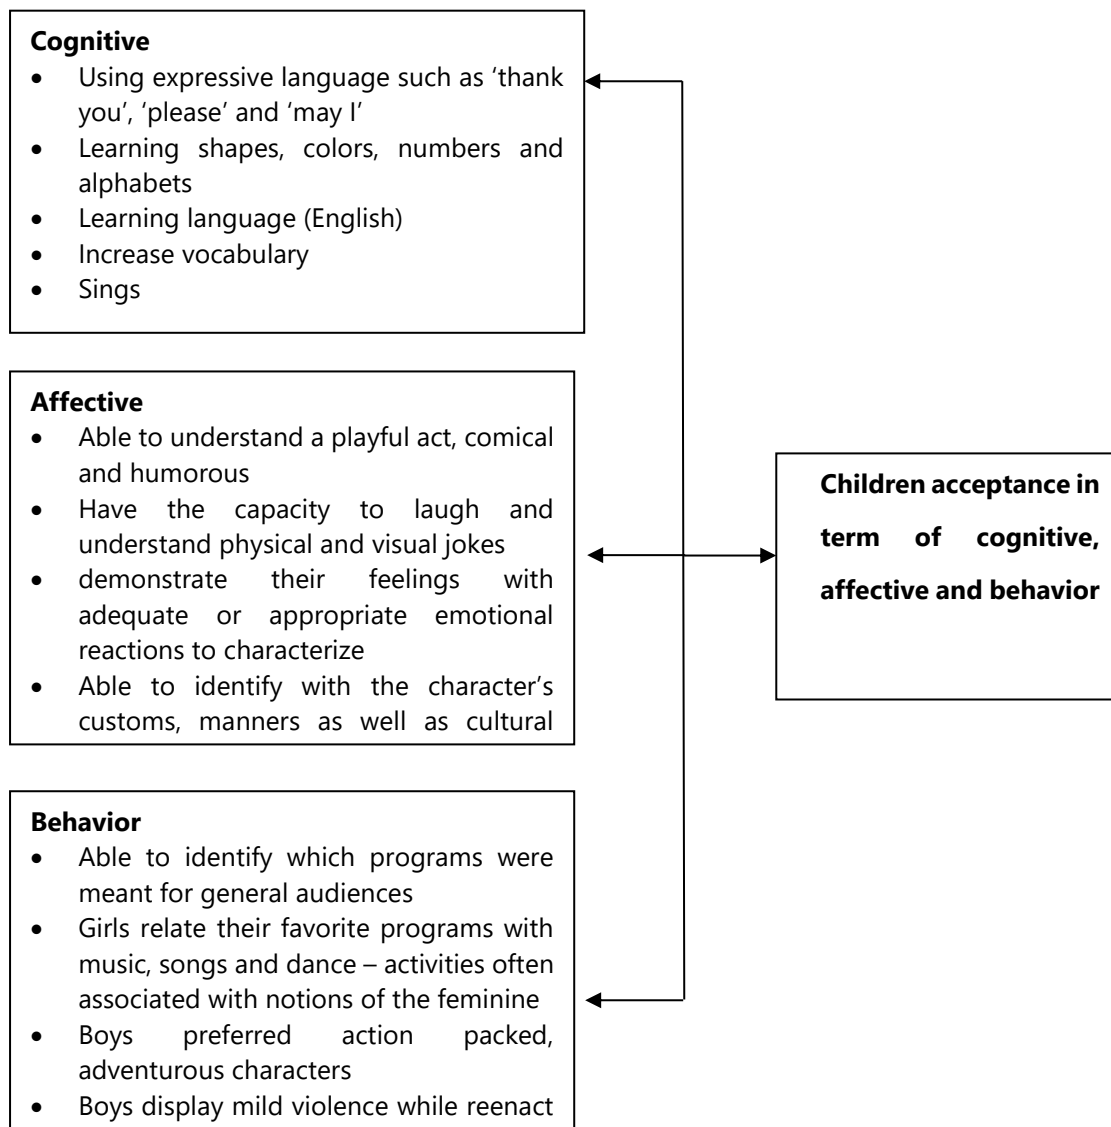 Cognitive
• Using expressive language such as ‘thank
you’, ‘please’ and ‘may I’
• Learning shapes, colors, numbers and
alphabets
• Learning language (English)
• Increase vocabulary
• Sings
Affective
• Able to understand a playful act, comical
and humorous
• Have the capacity to laugh and
understand physical and visual jokes
• demonstrate their feelings with
adequate or appropriate emotional
reactions to characterize
• Able to identify with the character’s
customs, manners as well as cultural
Children acceptance in
term of cognitive,
affective and behavior
Behavior
• Able to identify which programs were
meant for general audiences
• Girls relate their favorite programs with
music, songs and dance – activities often
associated with notions of the feminine
• Boys preferred action packed,
adventurous characters
• Boys display mild violence while reenact